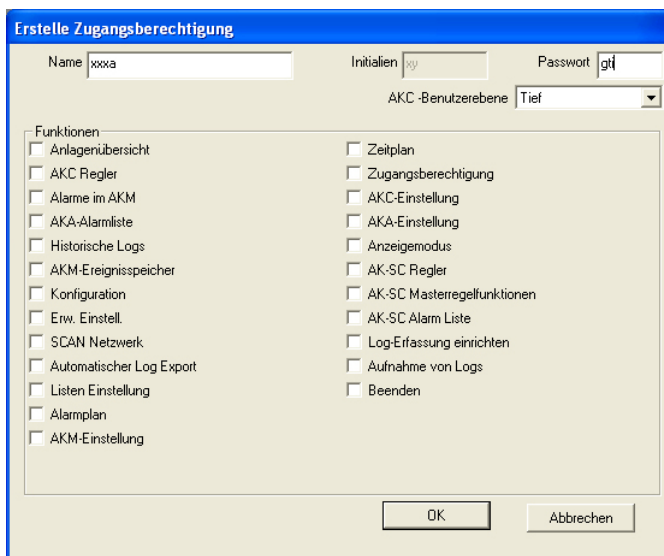 Erstelle Zugangsberechtigung
Name xxxa Initialien xy Passwort gti
AKC -Benutzerebene Tief
Funktionen
Anlagenübersicht Zeitplan
AKC Regler Zugangsberechtigung
Alarme im AKM AKC-Einstellung
AKA-Alarmliste AKA-Einstellung
Historische Logs Anzeigemodus
AKM-Ereignisspeicher AK-SC Regler
Konfiguration AK-SC Masterregelfunktionen
Erw. Einstell. AK-SC Alarm Liste
SCAN Netzwerk Log-Erfassung einrichten
Automatischer Log Export Aufnahme von Logs
Listen Einstellung Beenden
Alarmplan
AKM-Einstellung
OK Abbrechen